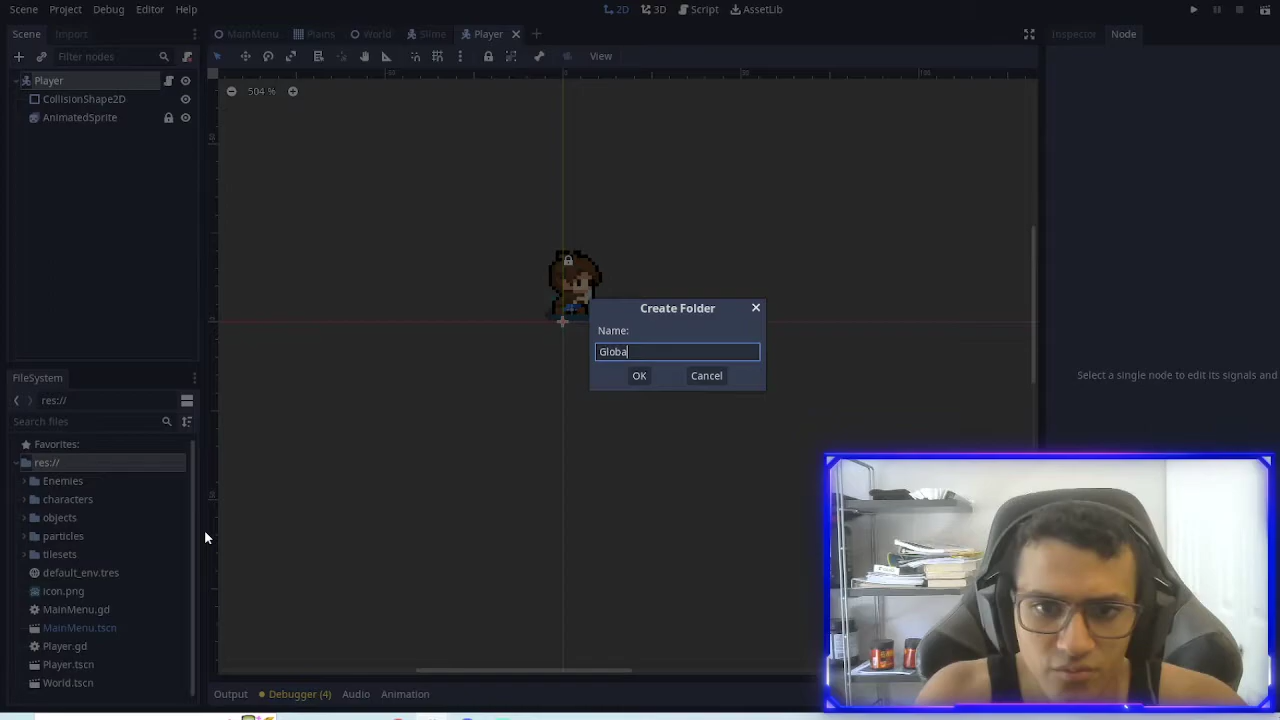 Scene Project Debug Editor Help
2D 3D Script AssetLib
Scene Import
MainMenu Plains World Slime Player
Inspector Node
Filter nodes
View
Player
CollisionShape2D
AnimatedSprite
504 %
Create Folder
Name:
Globa
OK Cancel
Select a single node to edit its signals and
FileSystem
res://
Search files
Favorites:
res://
Enemies
characters
objects
particles
tilesets
default_env.tres
icon.png
MainMenu.gd
MainMenu.tscn
Player.gd
Player.tscn
World.tscn
Output Debugger (4) Audio Animation